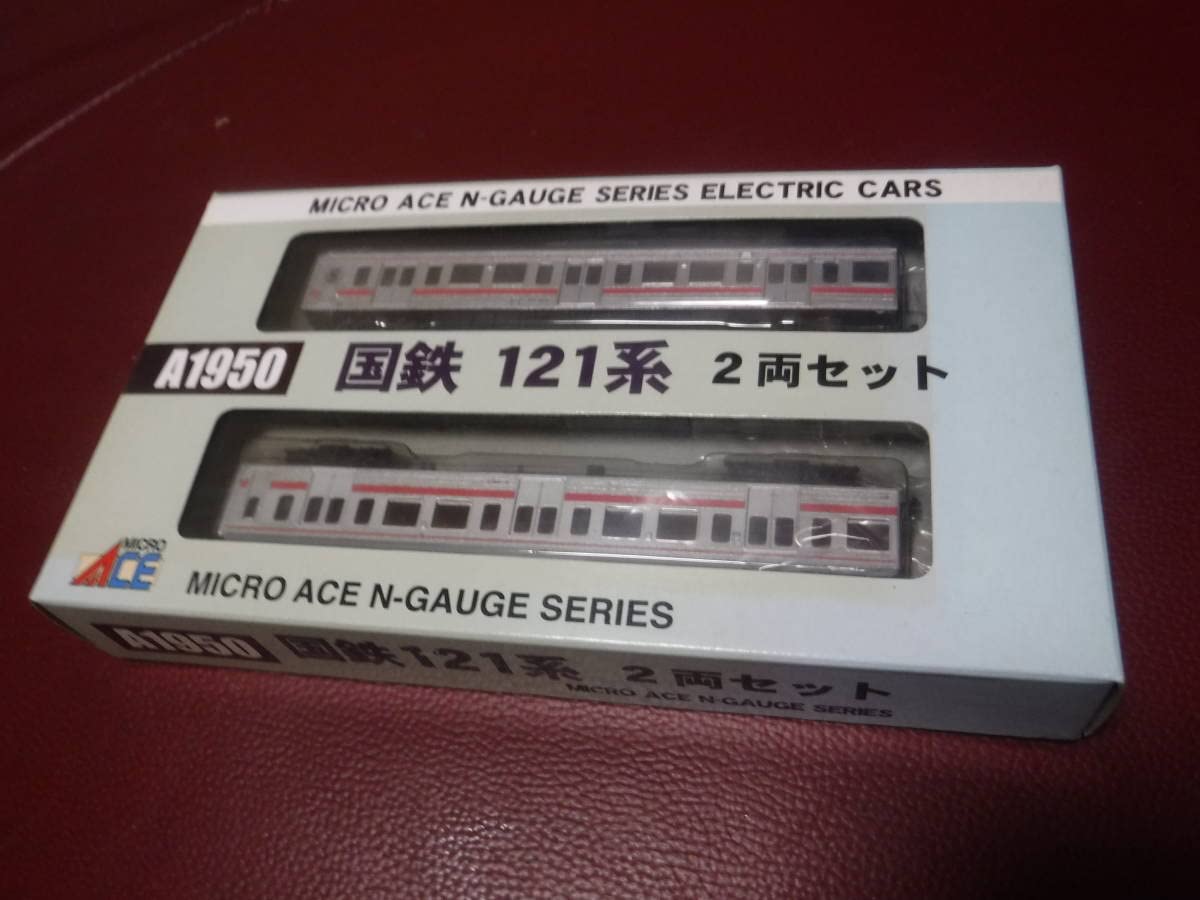 MICRO ACE N-GAUGE SERIES ELECTRIC CARS
A1950 国鉄 121系 2両セット
MICRO ACE
MICRO ACE N-GAUGE SERIES
A1950 国鉄121系 2両セット
MICRO ACE N-GAUGE SERIES